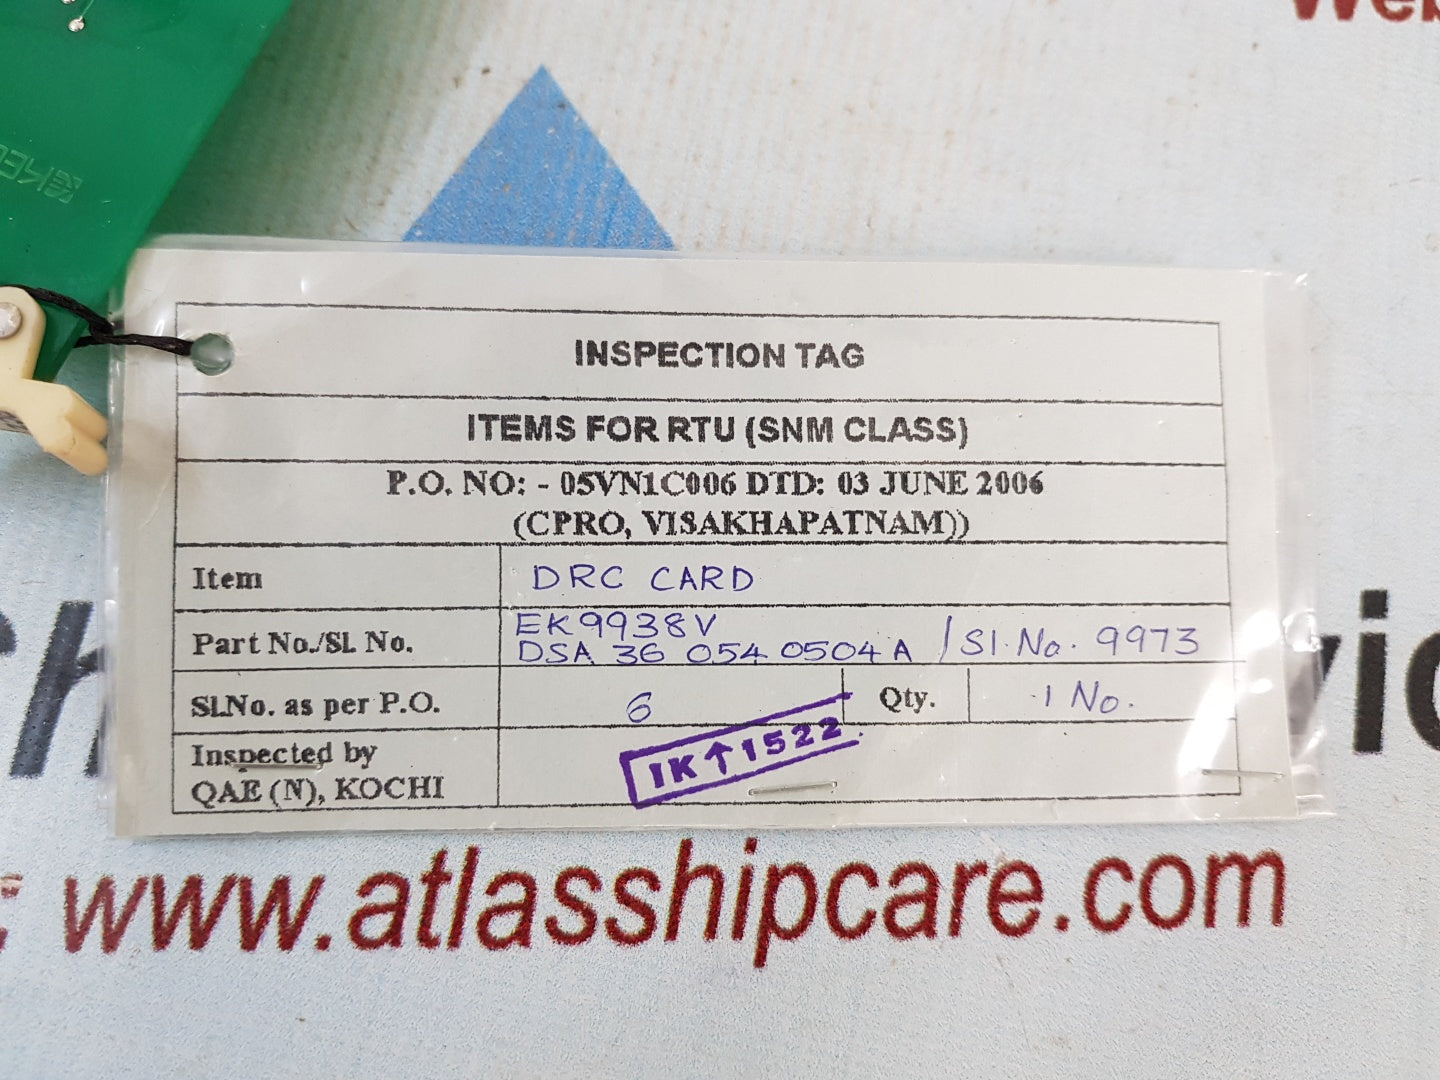 Web
INSPECTION TAG
ITEMS FOR RTU (SNM CLASS)
P.O. NO: - 05VN1C006 DTD: 03 JUNE 2006
(CPRO, VISAKHAPATNAM))
Item DRC CARD
Part No./SL No. EK9938V
DSA 36 054 0504 A / Sl. No. 9973
Sl.No. as per P.O. 6 Qty. 1 No.
Inspected by
QAE (N), KOCHI
IK↑1522
www.atlasshipcare.com